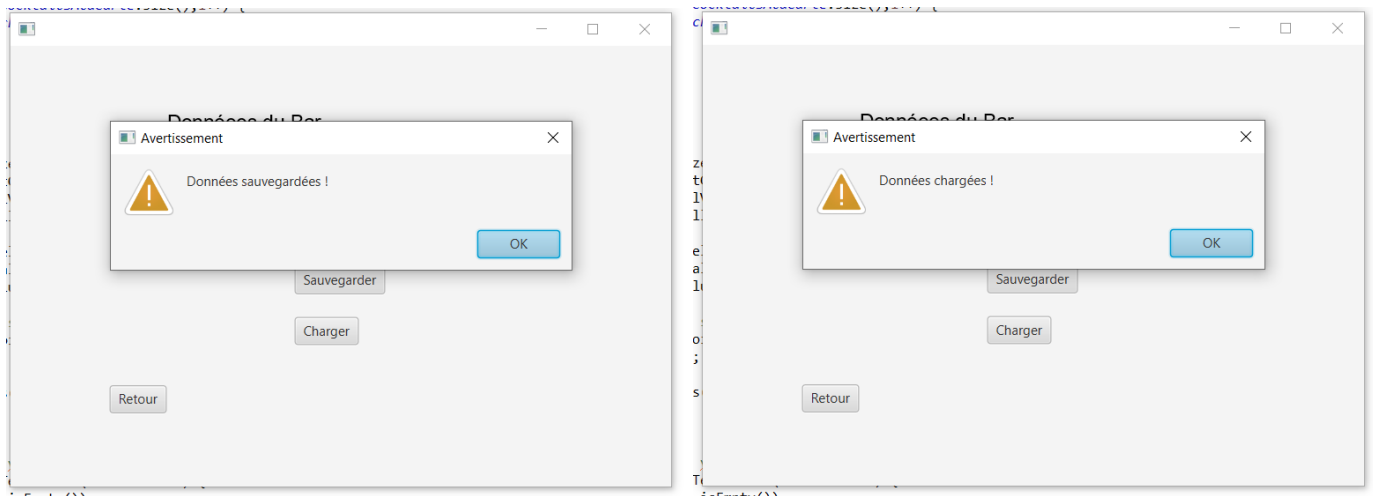 Avertissement
Données sauvegardées !
OK
Sauvegarder
Charger
Retour
Avertissement
Données chargées !
OK
Sauvegarder
Charger
Retour